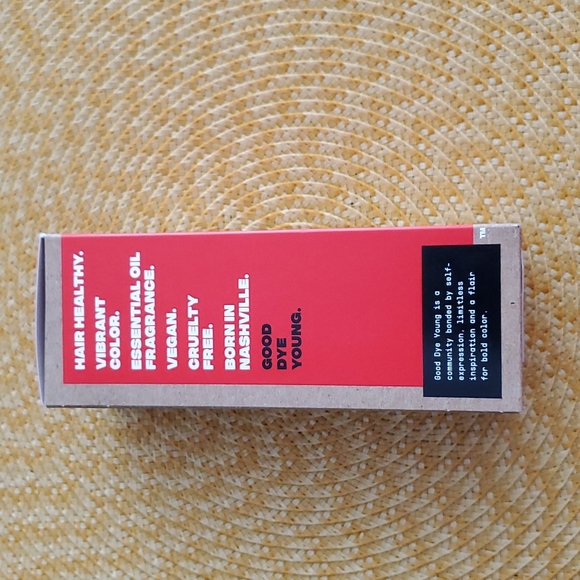 HAIR HEALTHY.
VIBRANT
COLOR.
ESSENTIAL OIL
FRAGRANCE.
VEGAN.
CRUELTY
FREE.
BORN IN
NASHVILLE.
GOOD
DYE
YOUNG.
Good Dye Young is a
community bonded by self-
expression, limitless
inspiration and a flair
for bold color.
TM